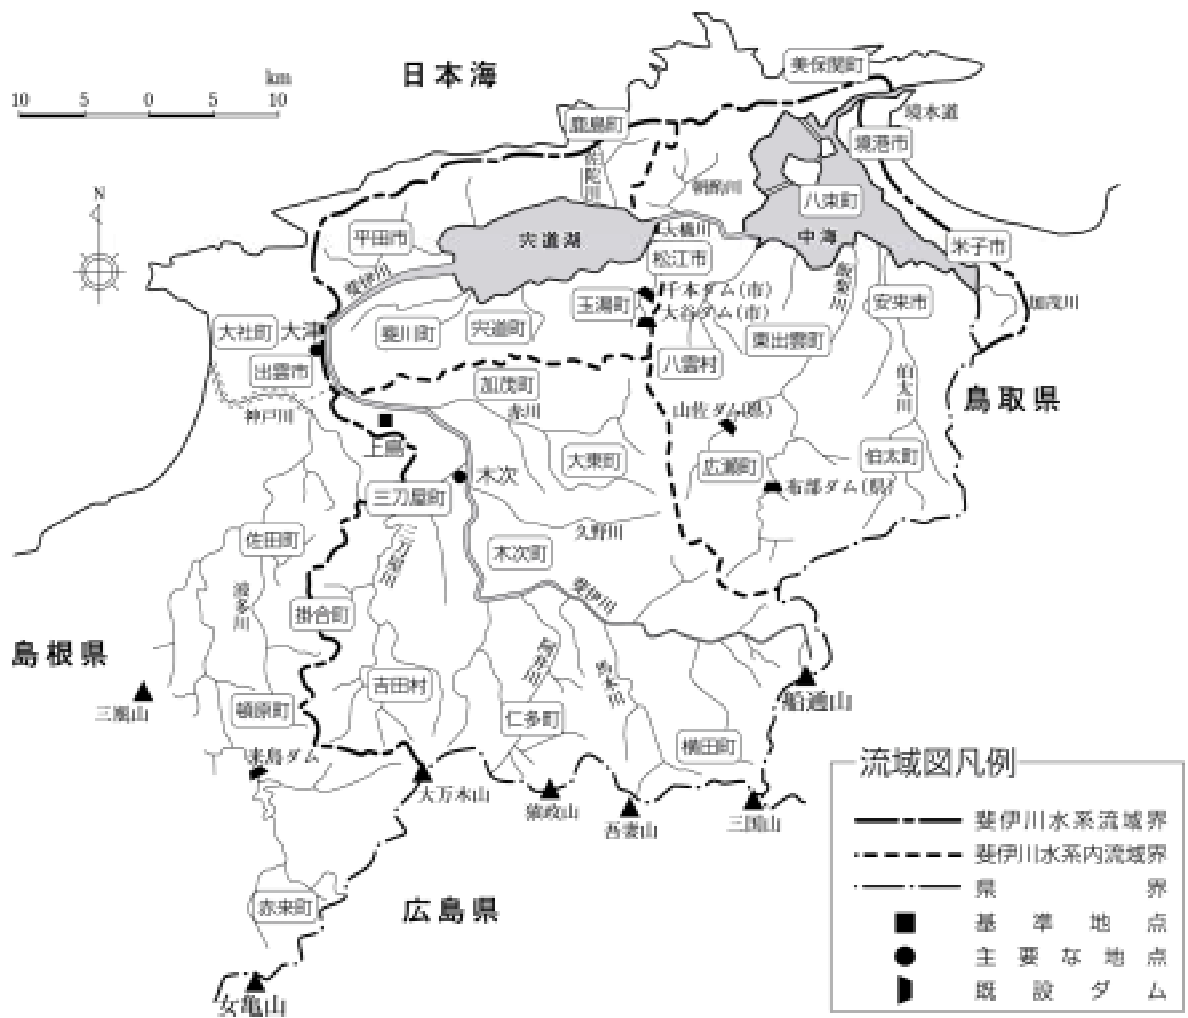 日本海
km
10 5 0 5 10
N
美保関町
境水道
境港市
鹿島町
佐陀川
朝酌川
八束町
中海
米子市
平田市
宍道湖
大橋川
松江市
斐伊川
飯梨川
安来市
加茂川
玉湯町
千本ダム(市)
大谷ダム(市)
大社町
大津
斐川町
宍道町
東出雲町
八雲村
出雲市
加茂町
伯太川
鳥取県
神戸川
赤川
山佐ダム(県)
上島
大東町
広瀬町
伯太町
木次
布部ダム(県)
三刀屋町
久野川
佐田町
木次町
三刀屋川
斐伊川
波多川
掛合町
島根県
吉田村
船通山
三瓶山
頓原町
仁多町
横田町
来島ダム
大万木山
猿政山
吾妻山
三国山
広島県
赤来町
女亀山
流域図凡例
斐伊川水系流域界
斐伊川水系内流域界
県界
基準地点
主要な地点
既設ダム